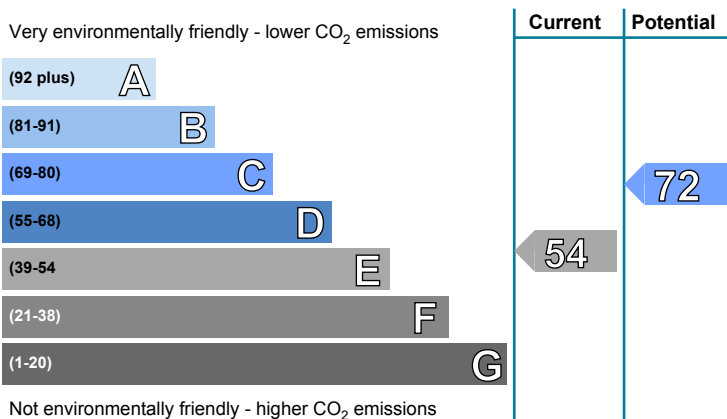 Current Potential
Very environmentally friendly - lower CO2 emissions
(92 plus) A
(81-91) B
(69-80) C
72
(55-68) D
54
(39-54 E
(21-38) F
(1-20) G
Not environmentally friendly - higher CO2 emissions